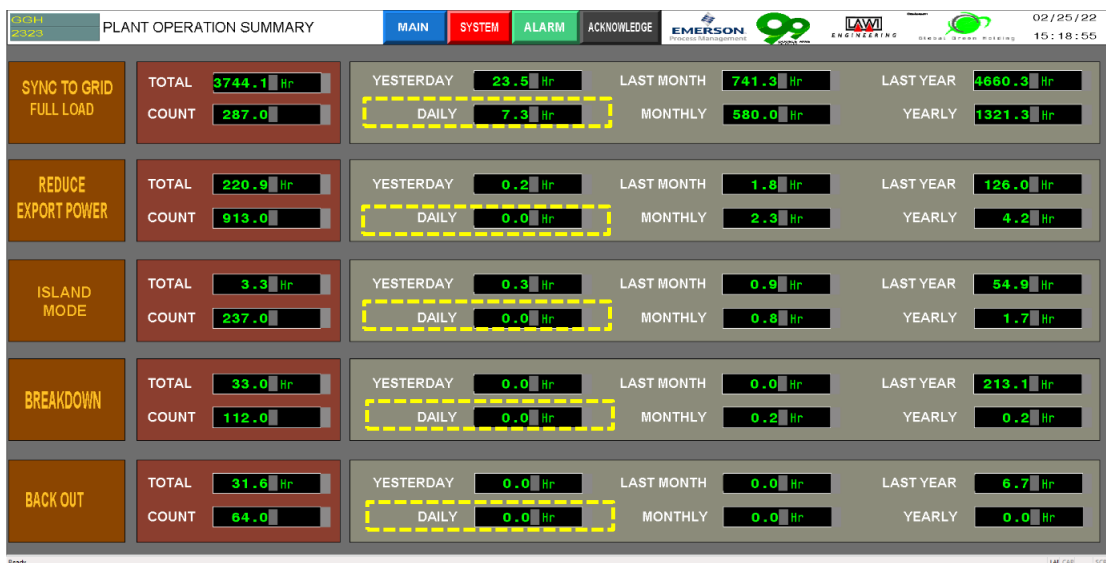 GGH
2323
PLANT OPERATION SUMMARY
MAIN
SYSTEM
ALARM
ACKNOWLEDGE
EMERSON
Process Management
99
LAWI
ENGINEERING
Global Green Holding
02/25/22
15:18:55
SYNC TO GRID
FULL LOAD
TOTAL 3744.1 Hr
COUNT 287.0
YESTERDAY 23.5 Hr LAST MONTH 741.3 Hr LAST YEAR 4660.3 Hr
DAILY 7.3 Hr MONTHLY 580.0 Hr YEARLY 1321.3 Hr
REDUCE
EXPORT POWER
TOTAL 220.9 Hr
COUNT 913.0
YESTERDAY 0.2 Hr LAST MONTH 1.8 Hr LAST YEAR 126.0 Hr
DAILY 0.0 Hr MONTHLY 2.3 Hr YEARLY 4.2 Hr
ISLAND
MODE
TOTAL 3.3 Hr
COUNT 237.0
YESTERDAY 0.3 Hr LAST MONTH 0.9 Hr LAST YEAR 54.9 Hr
DAILY 0.0 Hr MONTHLY 0.8 Hr YEARLY 1.7 Hr
BREAKDOWN
TOTAL 33.0 Hr
COUNT 112.0
YESTERDAY 0.0 Hr LAST MONTH 0.0 Hr LAST YEAR 213.1 Hr
DAILY 0.0 Hr MONTHLY 0.2 Hr YEARLY 0.2 Hr
BACK OUT
TOTAL 31.6 Hr
COUNT 64.0
YESTERDAY 0.0 Hr LAST MONTH 0.0 Hr LAST YEAR 6.7 Hr
DAILY 0.0 Hr MONTHLY 0.0 Hr YEARLY 0.0 Hr
Ready